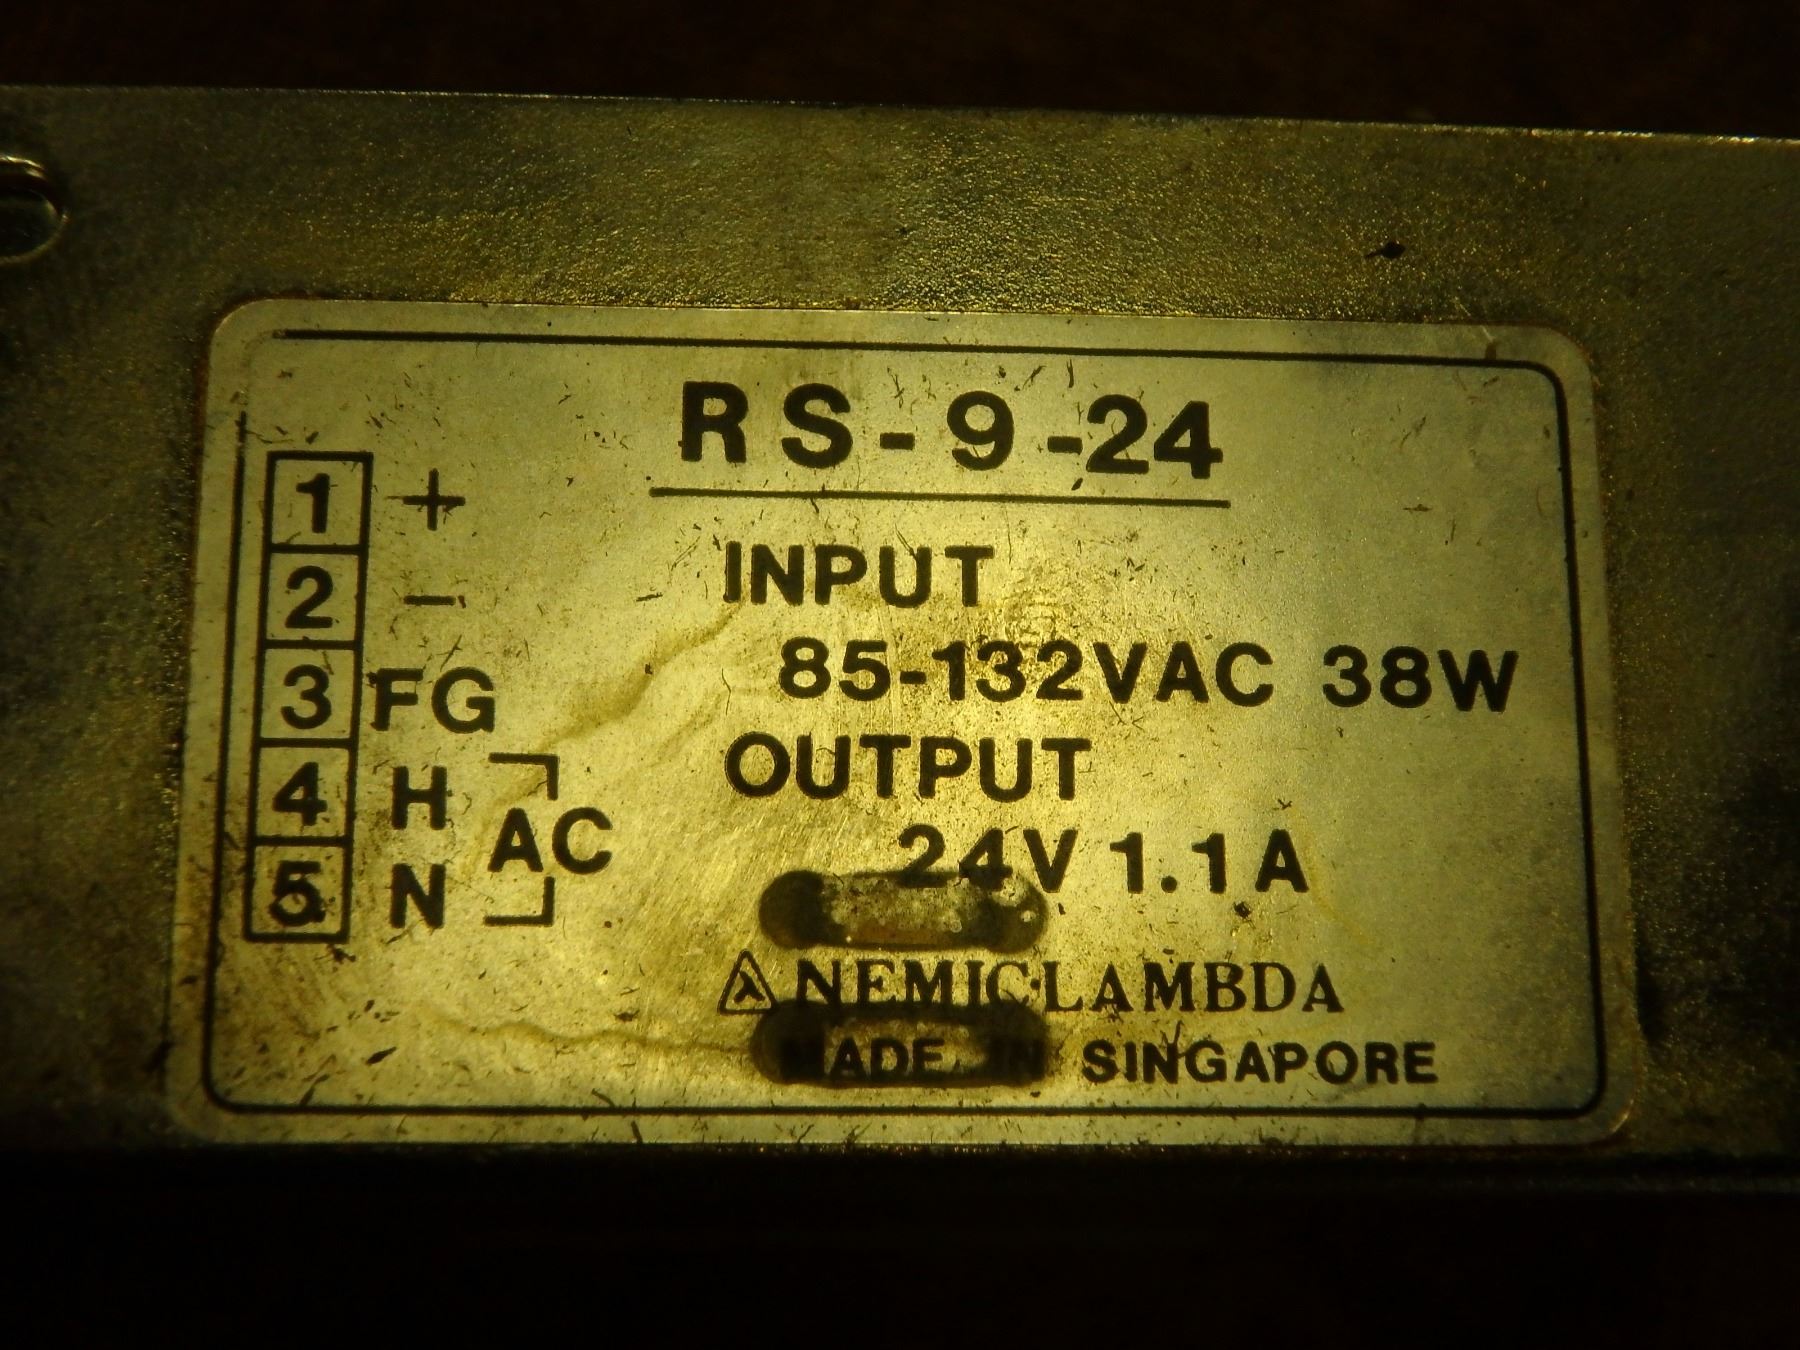 RS-9-24
1 +
2 -
3 FG
4 H
5 N
AC
INPUT
85-132VAC 38W
OUTPUT
24V 1.1A
NEMIC-LAMBDA
MADE IN SINGAPORE